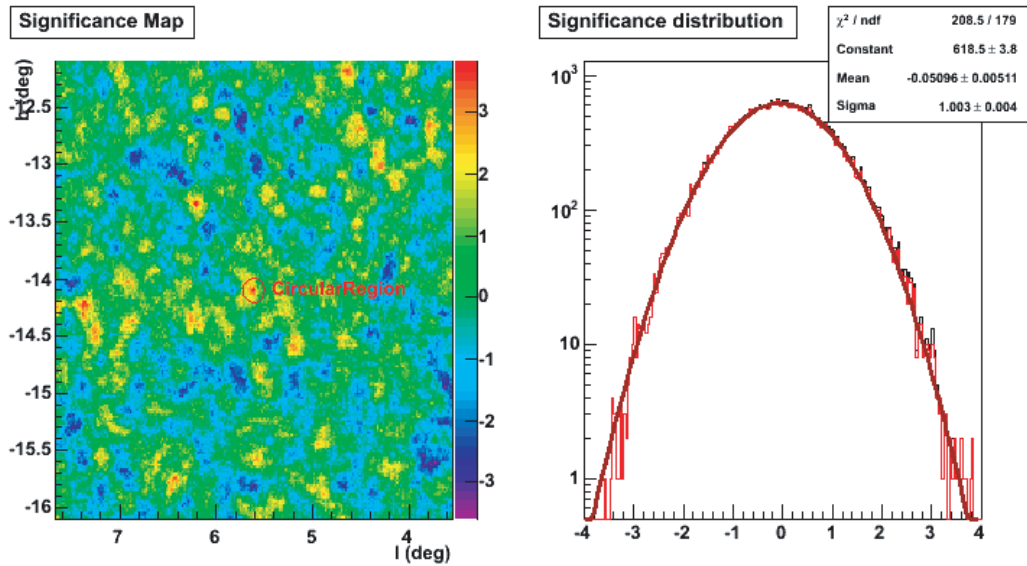 Significance Map
b (deg)
-12.5
-13
-13.5
-14
-14.5
-15
-15.5
-16
7
6
5
4
l (deg)
CircularRegion
3
2
1
0
-1
-2
-3
Significance distribution
χ² / ndf 208.5 / 179
Constant 618.5 ± 3.8
Mean -0.05096 ± 0.00511
Sigma 1.003 ± 0.004
10³
10²
10
1
-4 -3 -2 -1 0 1 2 3 4